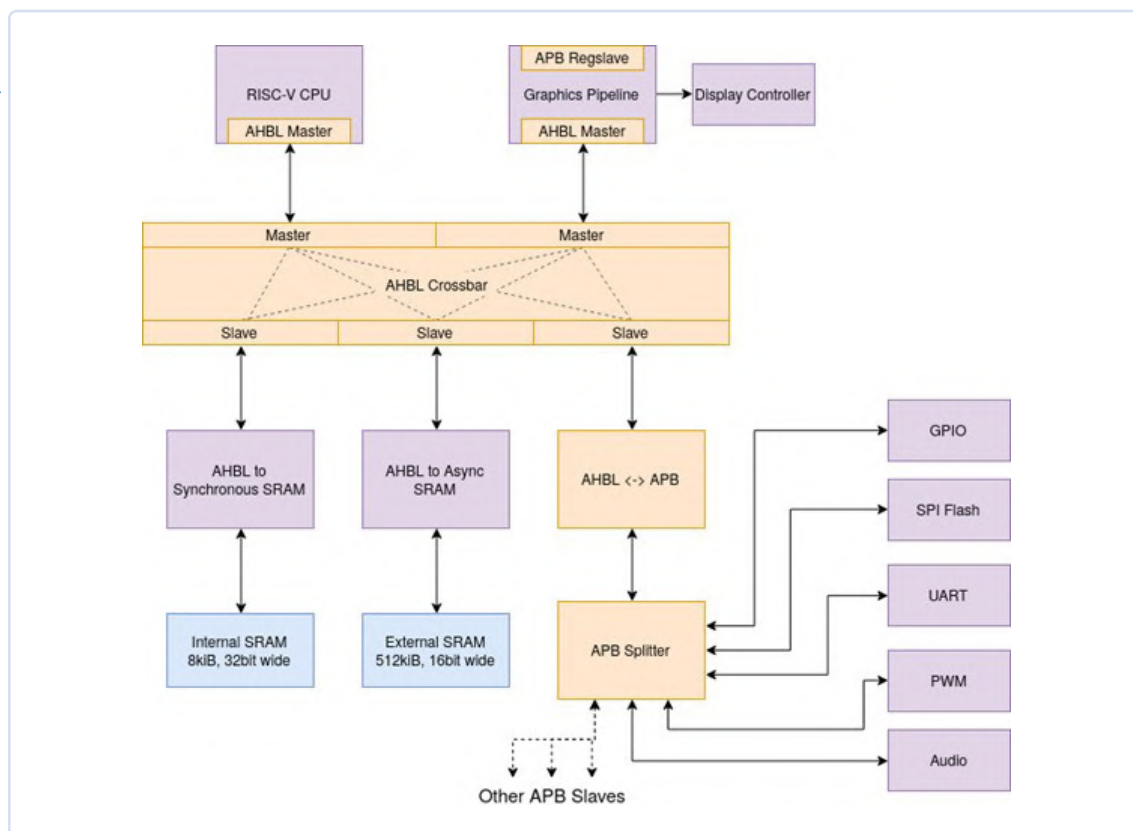 APB Regslave
RISC-V CPU
Graphics Pipeline
Display Controller
AHBL Master
AHBL Master
Master
Master
AHBL Crossbar
Slave
Slave
Slave
GPIO
AHBL to
Synchronous SRAM
AHBL to Async
SRAM
AHBL <-> APB
SPI Flash
UART
Internal SRAM
8kiB, 32bit wide
External SRAM
512kiB, 16bit wide
APB Splitter
PWM
Audio
Other APB Slaves